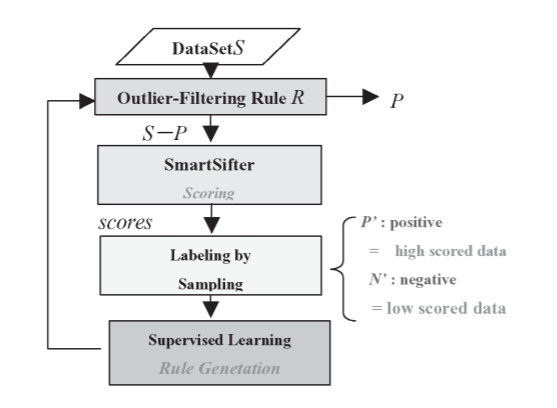 DataSetS
Outlier-Filtering Rule R
P
S−P
SmartSifter
Scoring
scores
Labeling by
Sampling
P’ : positive
= high scored data
N’ : negative
= low scored data
Supervised Learning
Rule Genetation